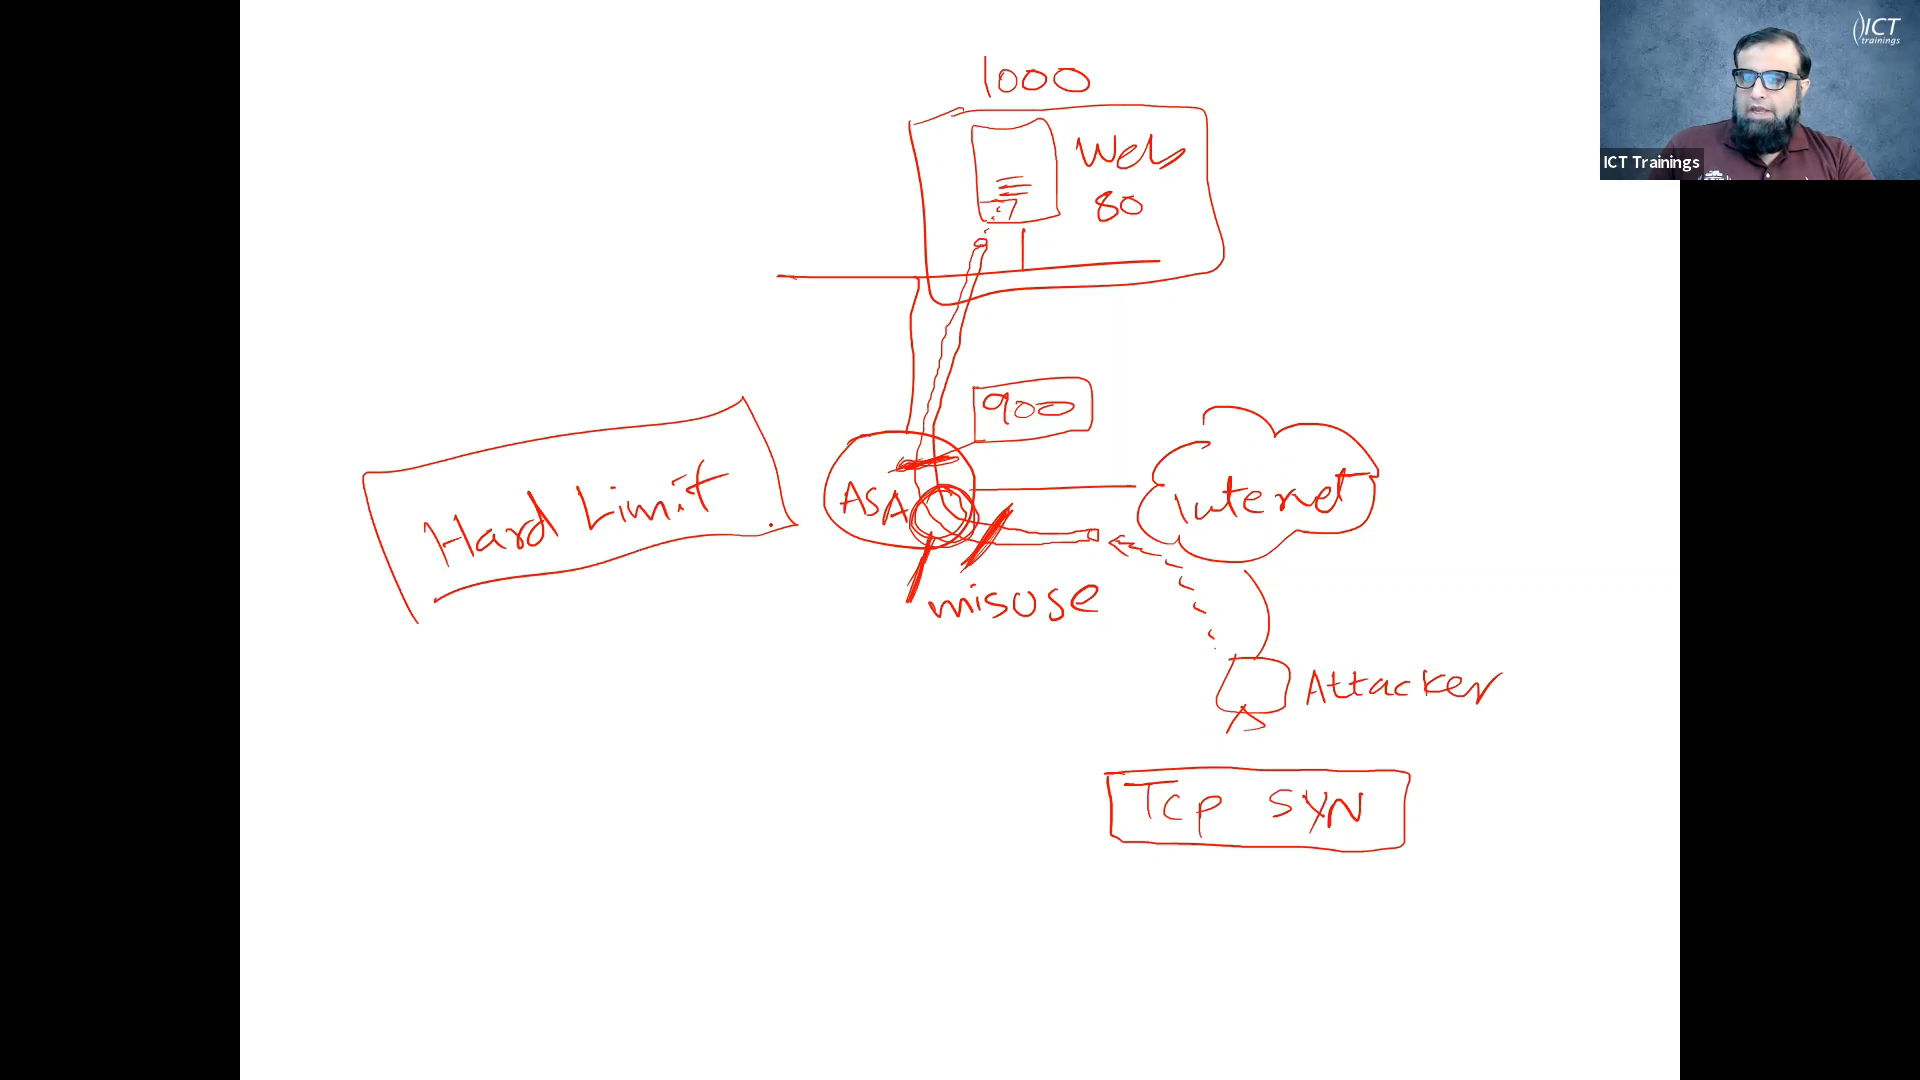 1000
Web
80
900
Hard Limit
ASA
Internet
misuse
Attacker
Tcp SYN
ICT
trainings
ICT Trainings